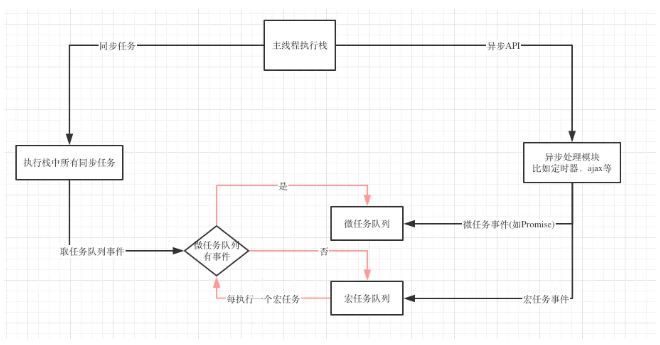 同步任务
主线程执行栈
异步API
执行栈中所有同步任务
异步处理模块
比如定时器、ajax等
是
微任务队列
微任务事件(如Promise)
取任务队列事件
微任务队列
有事件
否
每执行一个宏任务
宏任务队列
宏任务事件